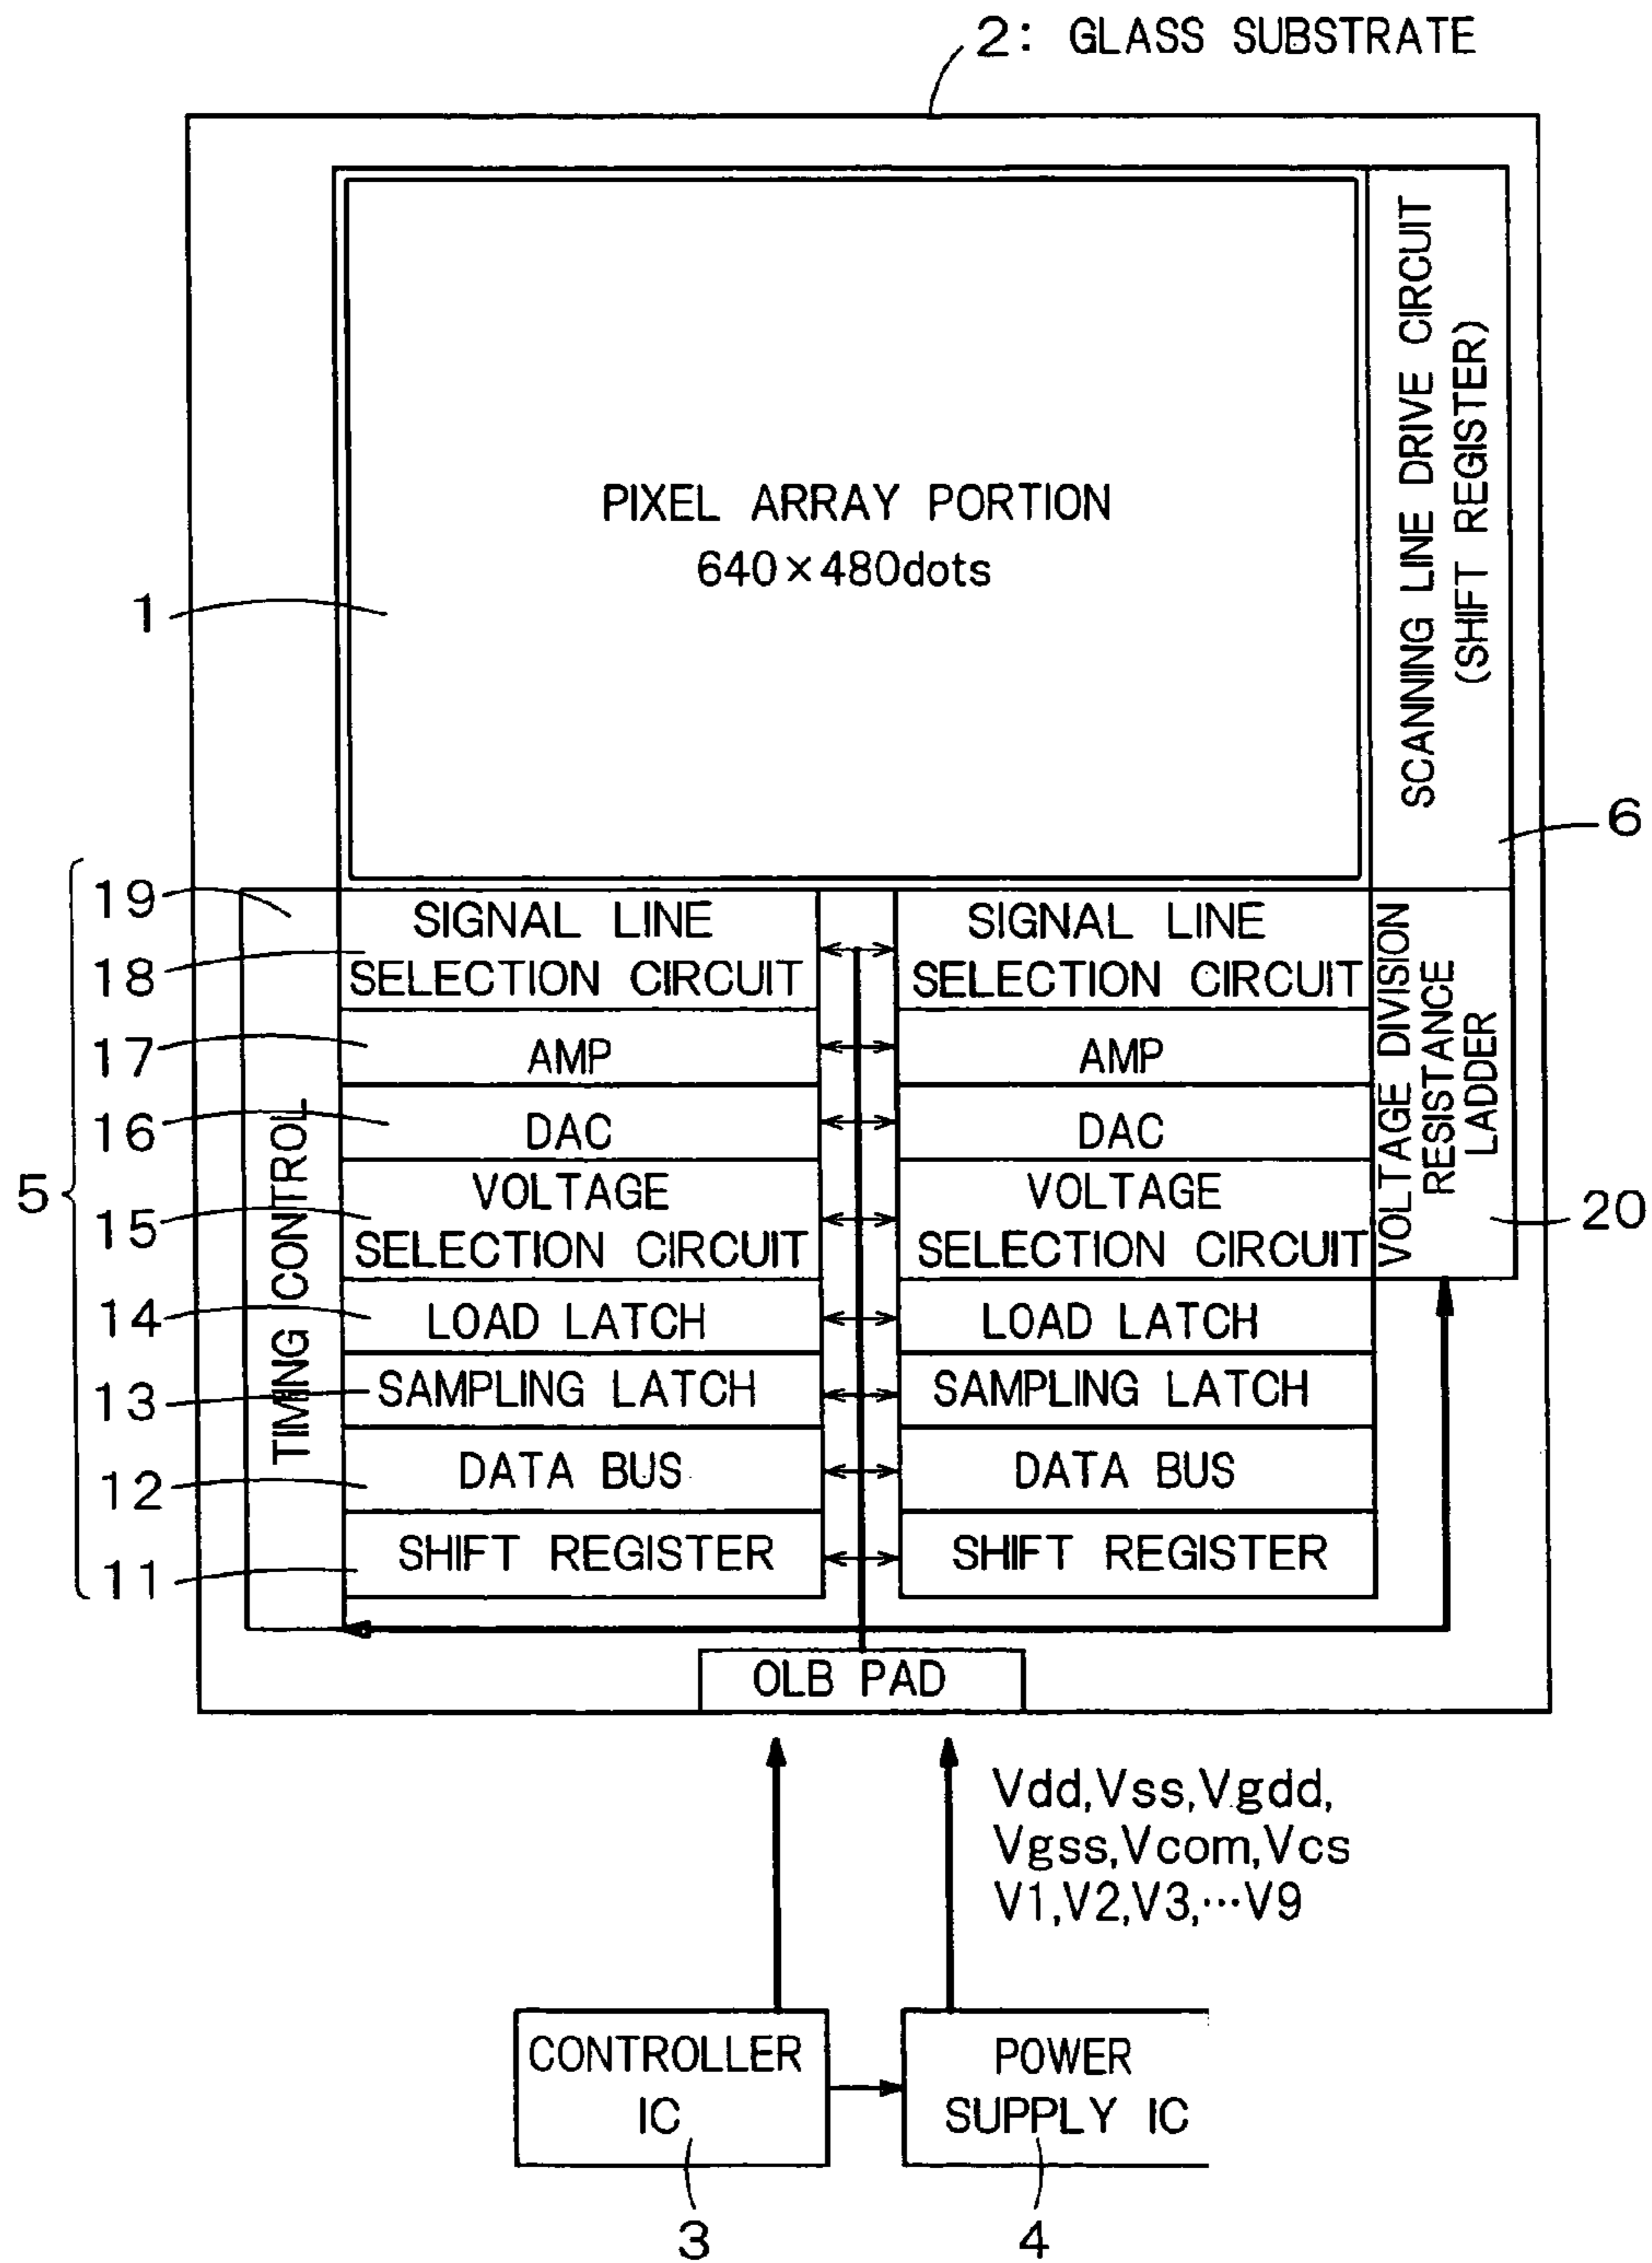 2: GLASS SUBSTRATE
PIXEL ARRAY PORTION
640×480dots
1
SCANNING LINE DRIVE CIRCUIT
(SHIFT REGISTER)
6
5
19
18
17
16
15
14
13
12
11
TIMING CONTROL
SIGNAL LINE
SELECTION CIRCUIT
AMP
DAC
VOLTAGE
SELECTION CIRCUIT
LOAD LATCH
SAMPLING LATCH
DATA BUS
SHIFT REGISTER
SIGNAL LINE
SELECTION CIRCUIT
AMP
DAC
VOLTAGE
SELECTION CIRCUIT
LOAD LATCH
SAMPLING LATCH
DATA BUS
SHIFT REGISTER
VOLTAGE DIVISION
RESISTANCE
LADDER
20
OLB PAD
Vdd,Vss,Vgdd,
Vgss,Vcom,Vcs
V1,V2,V3,…V9
CONTROLLER
IC
POWER
SUPPLY IC
3
4